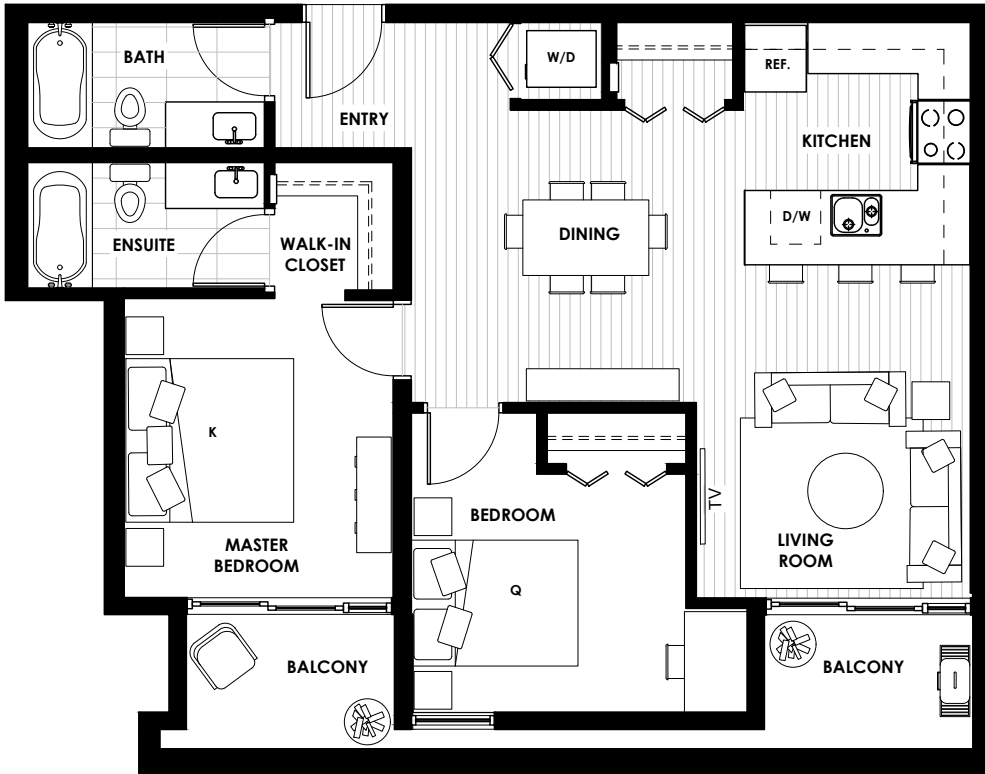 BATH
W/D
REF.
ENTRY
KITCHEN
D/W
ENSUITE
WALK-IN
CLOSET
DINING
K
TV
BEDROOM
MASTER
BEDROOM
LIVING
ROOM
Q
BALCONY
BALCONY